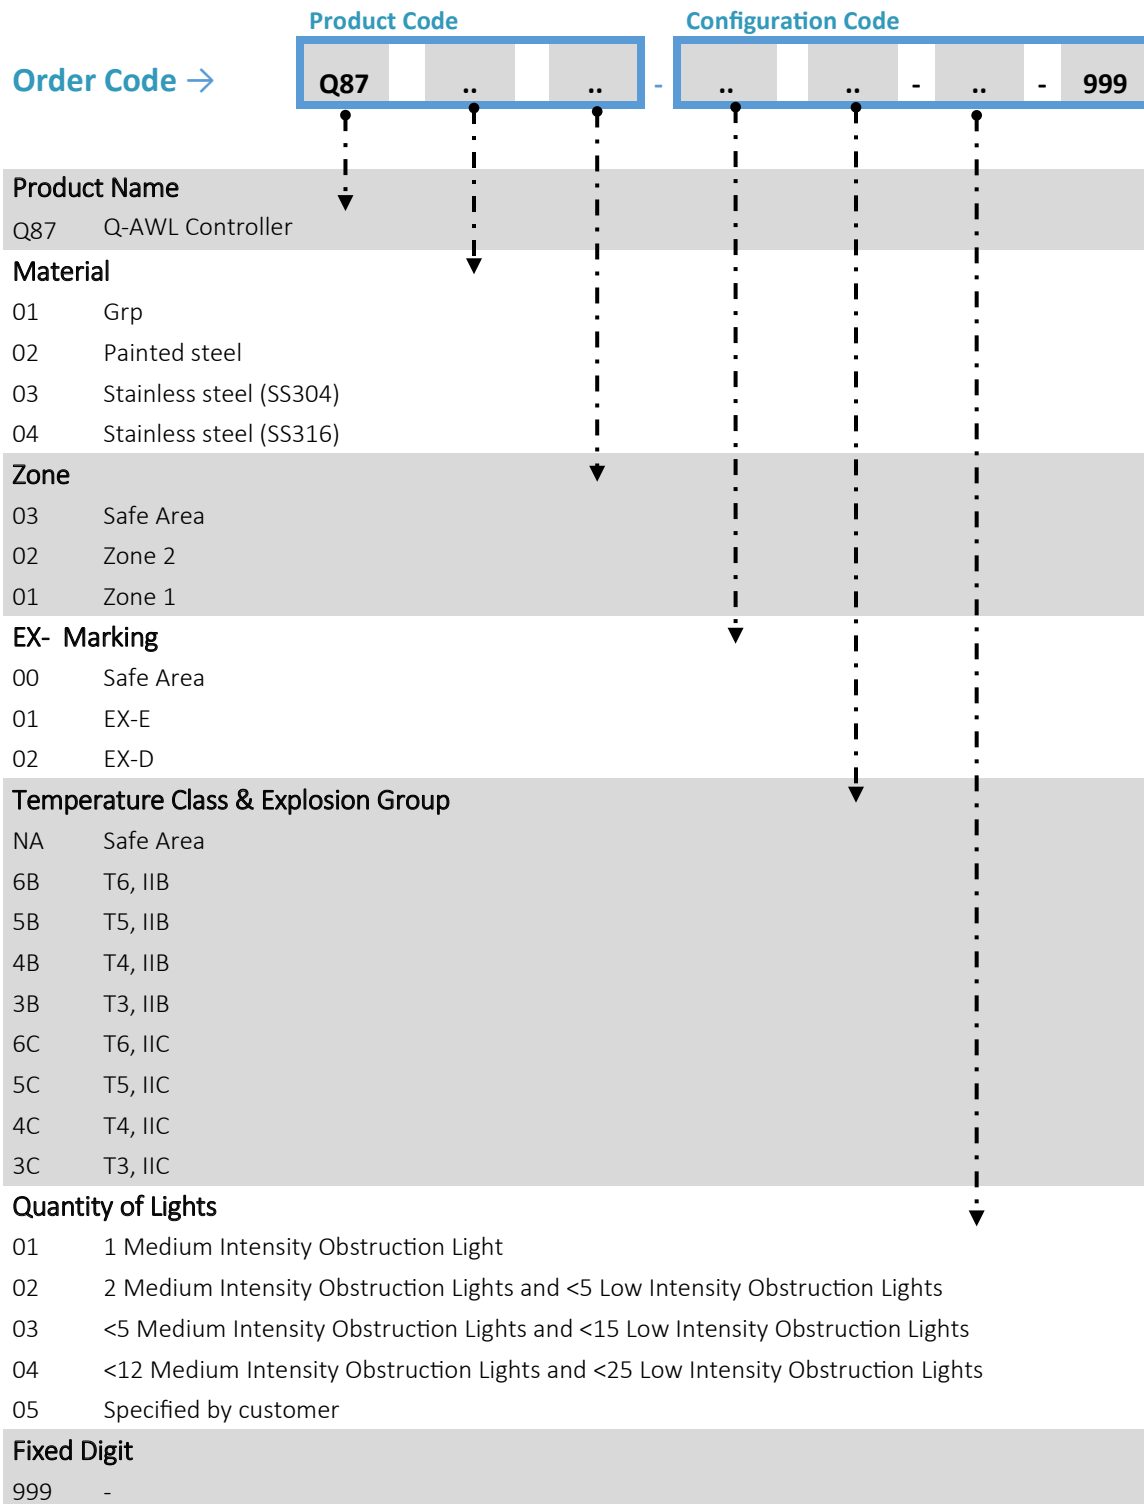 Product Code Configuration Code
Order Code → Q87 .. .. - .. .. - .. - 999
Product Name
Q87 Q-AWL Controller
Material
01 Grp
02 Painted steel
03 Stainless steel (SS304)
04 Stainless steel (SS316)
Zone
03 Safe Area
02 Zone 2
01 Zone 1
EX- Marking
00 Safe Area
01 EX-E
02 EX-D
Temperature Class & Explosion Group
NA Safe Area
6B T6, IIB
5B T5, IIB
4B T4, IIB
3B T3, IIB
6C T6, IIC
5C T5, IIC
4C T4, IIC
3C T3, IIC
Quantity of Lights
01 1 Medium Intensity Obstruction Light
02 2 Medium Intensity Obstruction Lights and <5 Low Intensity Obstruction Lights
03 <5 Medium Intensity Obstruction Lights and <15 Low Intensity Obstruction Lights
04 <12 Medium Intensity Obstruction Lights and <25 Low Intensity Obstruction Lights
05 Specified by customer
Fixed Digit
999 -